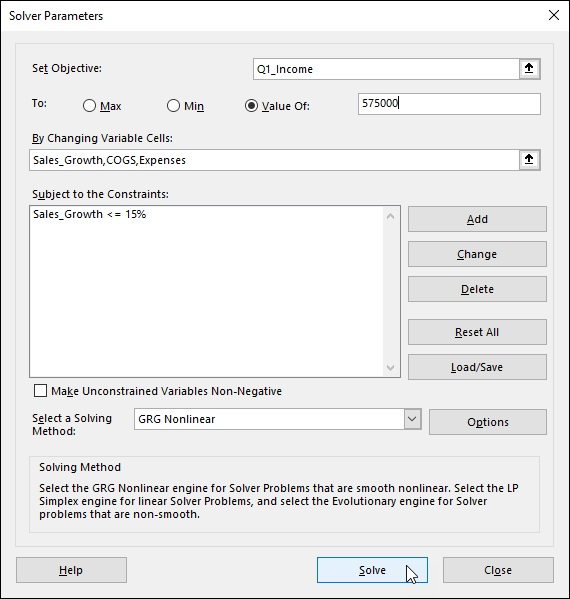 Solver Parameters
Set Objective:
Q1_Income
To:
Max
Min
Value Of:
575000
By Changing Variable Cells:
Sales_Growth,COGS,Expenses
Subject to the Constraints:
Sales_Growth <= 15%
Add
Change
Delete
Reset All
Load/Save
Make Unconstrained Variables Non-Negative
Select a Solving
Method:
GRG Nonlinear
Options
Solving Method
Select the GRG Nonlinear engine for Solver Problems that are smooth nonlinear. Select the LP
Simplex engine for linear Solver Problems, and select the Evolutionary engine for Solver
problems that are non-smooth.
Help
Solve
Close